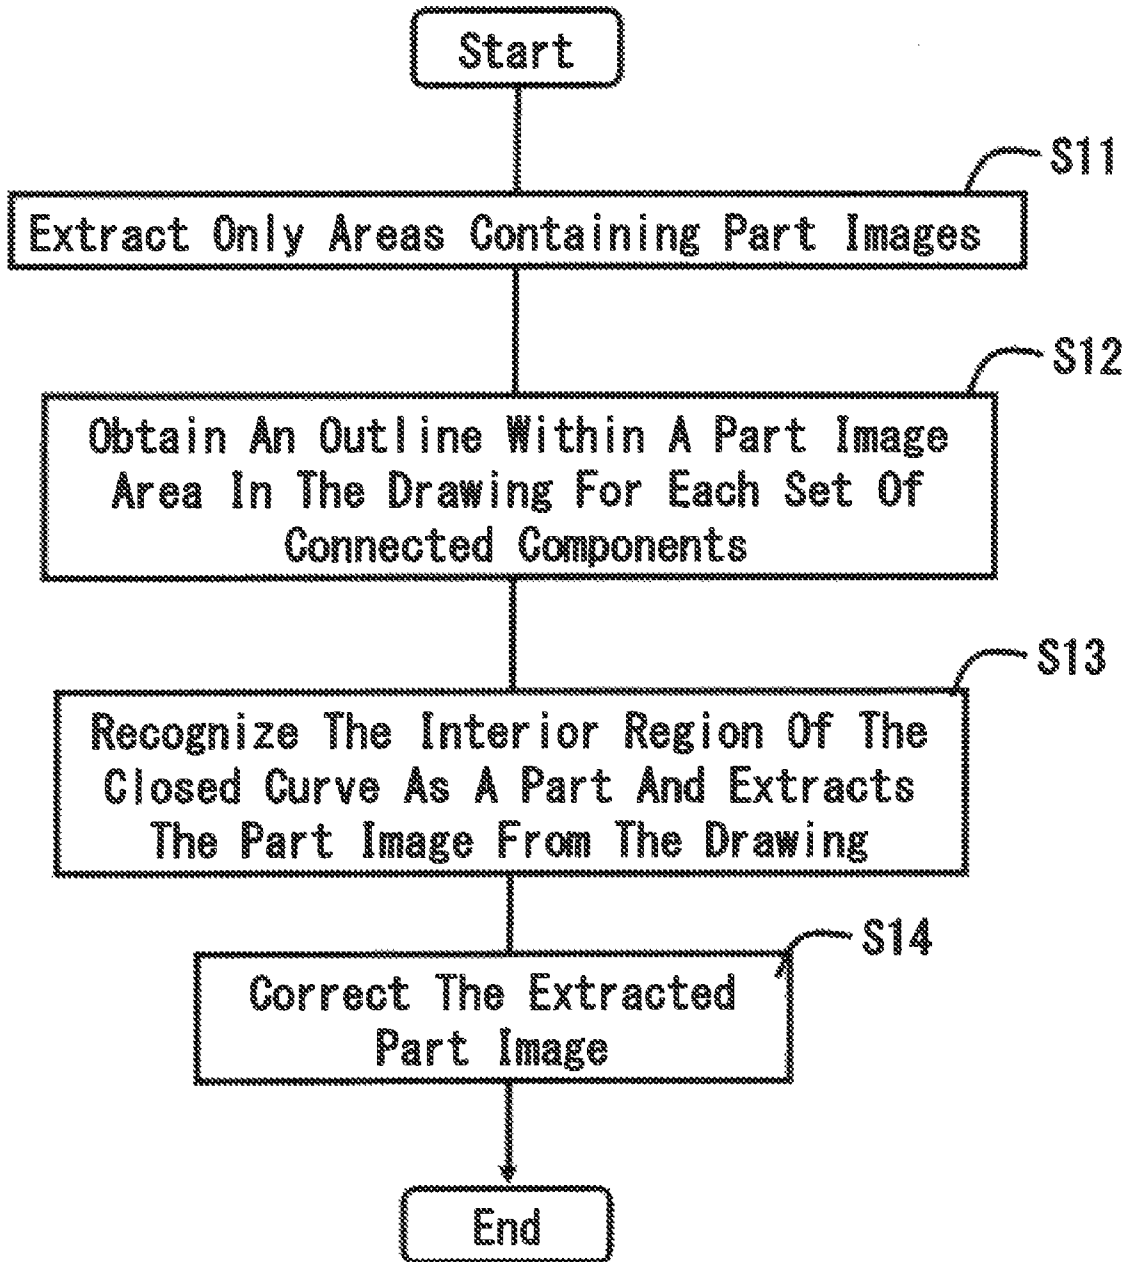 Start
S11
Extract Only Areas Containing Part Images
S12
Obtain An Outline Within A Part Image
Area In The Drawing For Each Set Of
Connected Components
S13
Recognize The Interior Region Of The
Closed Curve As A Part And Extracts
The Part Image From The Drawing
S14
Correct The Extracted
Part Image
End